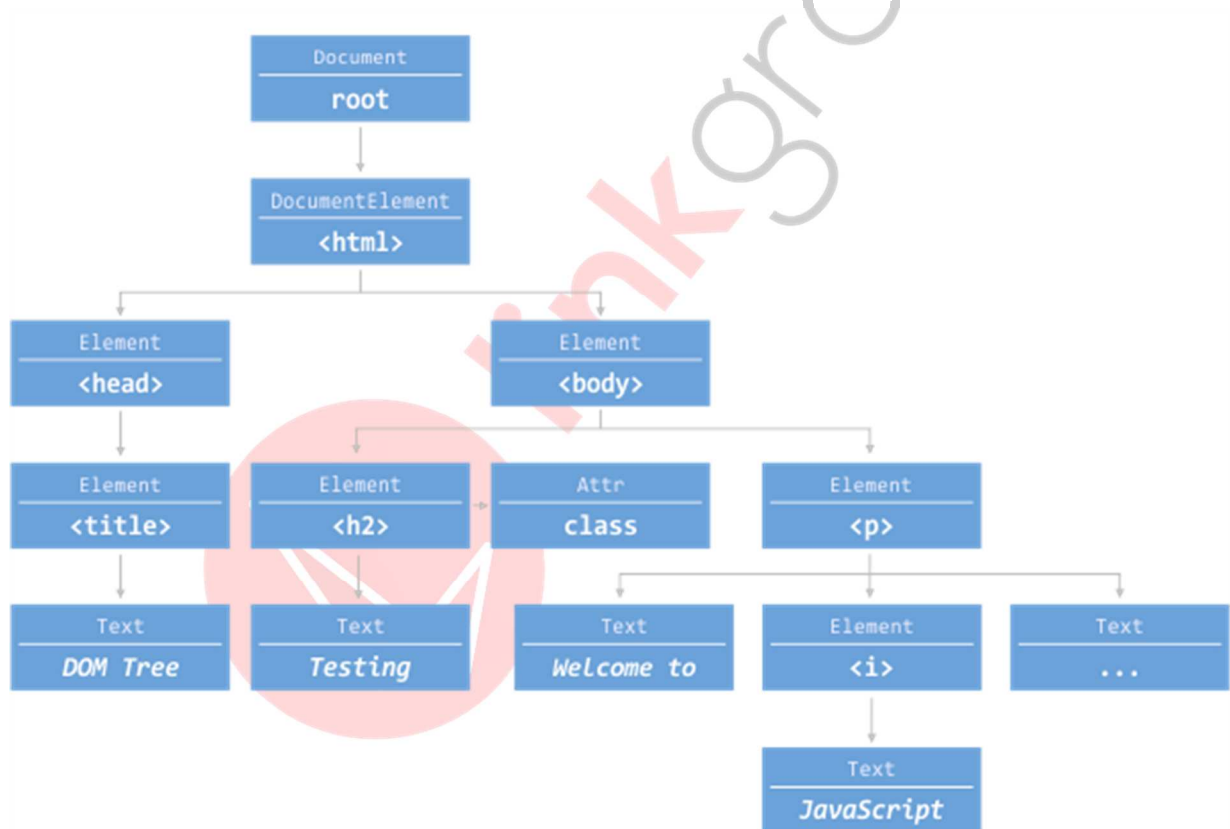 Document
root
DocumentElement
<html>
Element
<head>
Element
<body>
Element
<title>
Element
<h2>
Attr
class
Element
<p>
Text
DOM Tree
Text
Testing
Text
Welcome to
Element
<i>
Text
...
Text
JavaScript